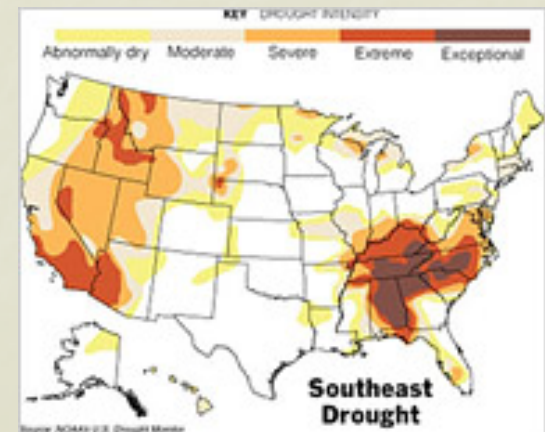 KEY DROUGHT INTENSITY
Abnormally dry Moderate Severe Extreme Exceptional
Southeast
Drought
Source: NOAA's U.S. Drought Monitor